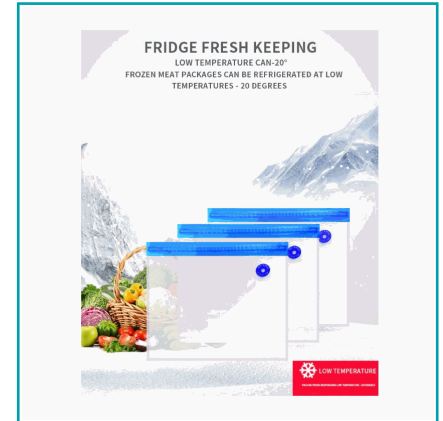 FRIDGE FRESH KEEPING
LOW TEMPERATURE CAN-20°
FROZEN MEAT PACKAGES CAN BE REFRIGERATED AT LOW
TEMPERATURES - 20 DEGREES
LOW TEMPERATURE